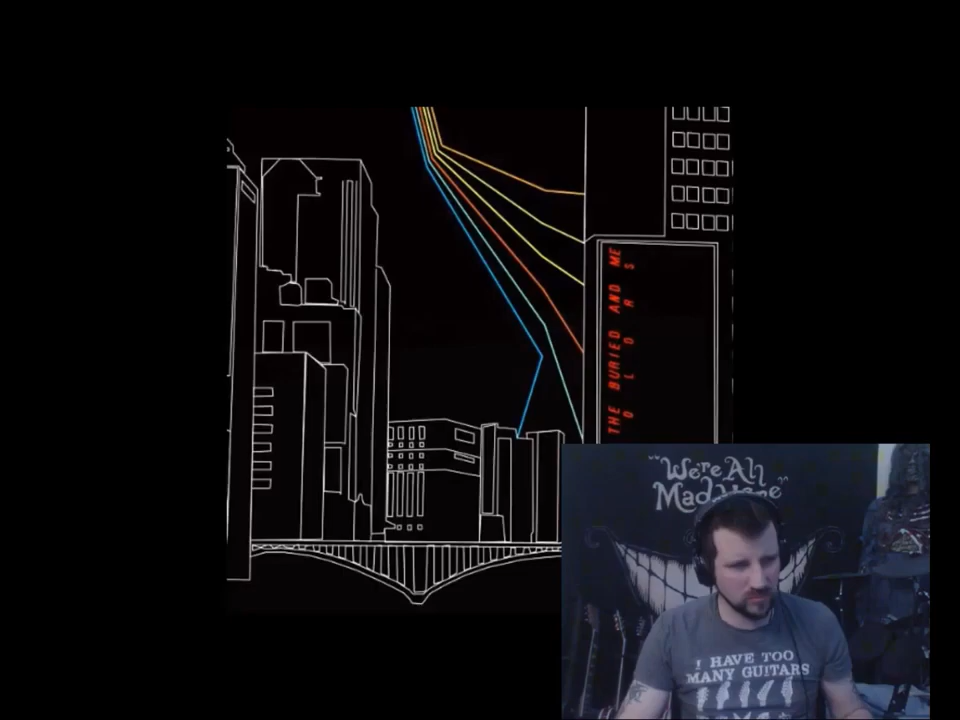 THE BURIED AND ME
O L O R S
"We're All
Mad Here"
I HAVE TOO
MANY GUITARS